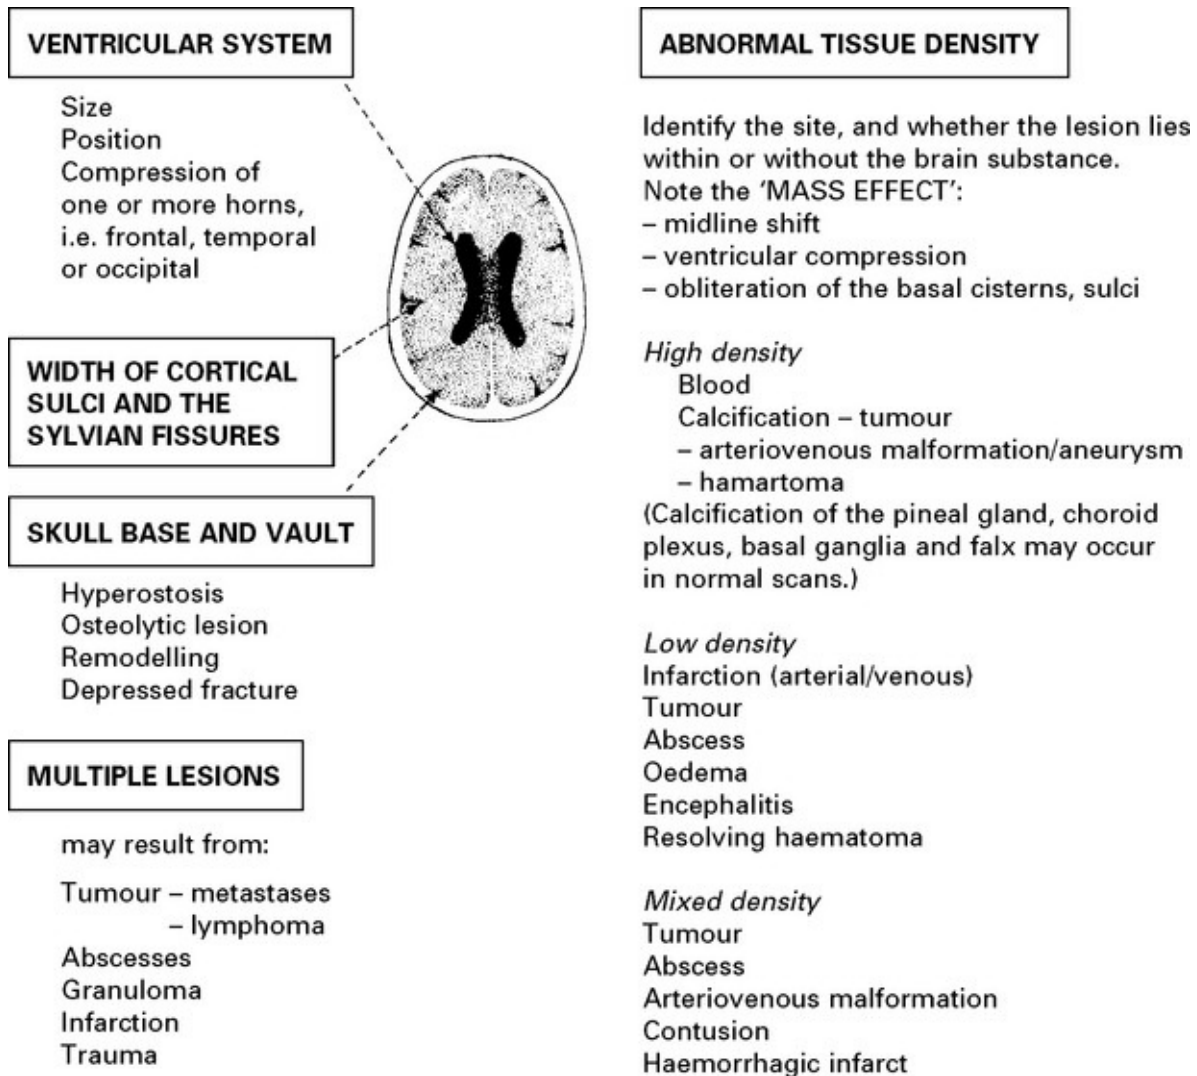 VENTRICULAR SYSTEM
Size
Position
Compression of
one or more horns,
i.e. frontal, temporal
or occipital
WIDTH OF CORTICAL
SULCI AND THE
SYLVIAN FISSURES
SKULL BASE AND VAULT
Hyperostosis
Osteolytic lesion
Remodelling
Depressed fracture
MULTIPLE LESIONS
may result from:
Tumour – metastases
– lymphoma
Abscesses
Granuloma
Infarction
Trauma
ABNORMAL TISSUE DENSITY
Identify the site, and whether the lesion lies
within or without the brain substance.
Note the ‘MASS EFFECT’:
– midline shift
– ventricular compression
– obliteration of the basal cisterns, sulci
High density
Blood
Calcification – tumour
– arteriovenous malformation/aneurysm
– hamartoma
(Calcification of the pineal gland, choroid
plexus, basal ganglia and falx may occur
in normal scans.)
Low density
Infarction (arterial/venous)
Tumour
Abscess
Oedema
Encephalitis
Resolving haematoma
Mixed density
Tumour
Abscess
Arteriovenous malformation
Contusion
Haemorrhagic infarct